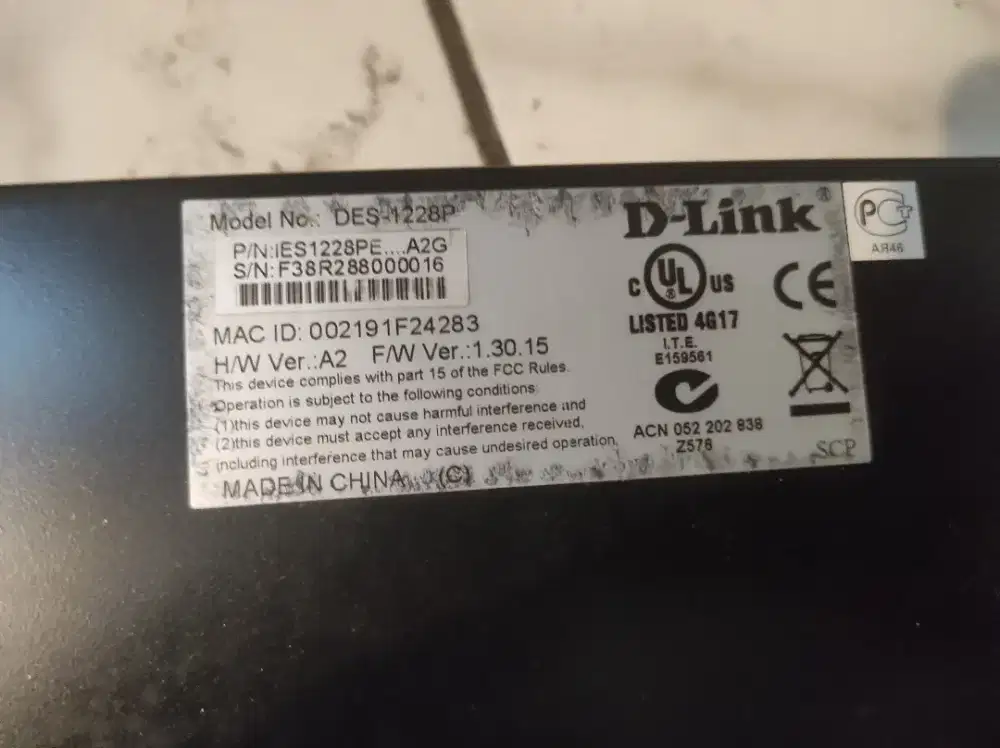 Model No.: DES-1228P
P/N:IES1228PE....A2G
S/N:F38R288000016
MAC ID: 002191F24283
H/W Ver.:A2 F/W Ver.:1.30.15
This device complies with part 15 of the FCC Rules.
Operation is subject to the following conditions:
(1)this device may not cause harmful interference and
(2)this device must accept any interference received,
including interference that may cause undesired operation.
MADE IN CHINA (C)
D-Link®
C UL® US
LISTED 4G17
I.T.E.
E159561
ACN 052 202 838
Z578
CE
SCP
РСТ
АЯ46